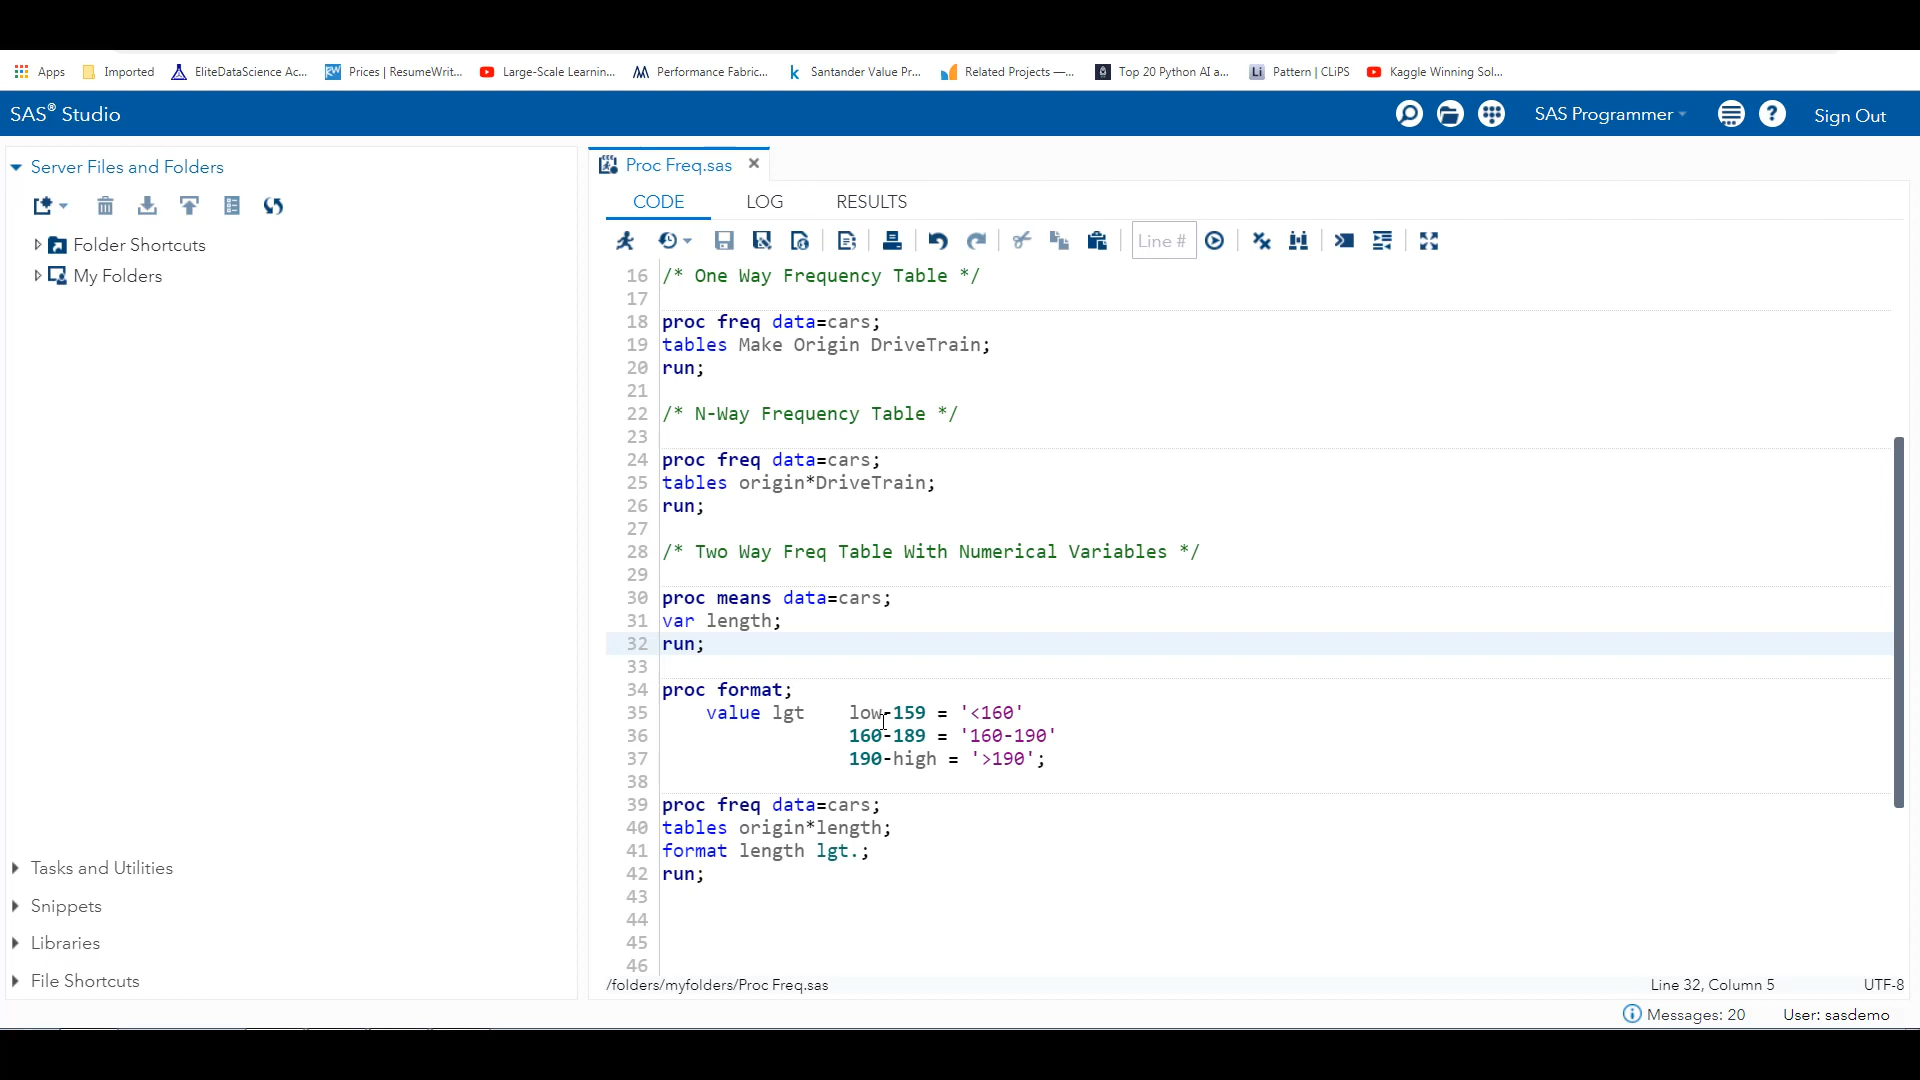 Apps Imported EliteDataScience Ac... Prices | ResumeWrit... Large-Scale Learnin... Performance Fabric... Santander Value Pr... Related Projects —... Top 20 Python AI a... Pattern | CLiPS Kaggle Winning Sol...
SAS® Studio SAS Programmer Sign Out
Server Files and Folders
Folder Shortcuts
My Folders
Tasks and Utilities
Snippets
Libraries
File Shortcuts
Proc Freq.sas
CODE LOG RESULTS
Line #
16 /* One Way Frequency Table */
17
18 proc freq data=cars;
19 tables Make Origin DriveTrain;
20 run;
21
22 /* N-Way Frequency Table */
23
24 proc freq data=cars;
25 tables origin*DriveTrain;
26 run;
27
28 /* Two Way Freq Table With Numerical Variables */
29
30 proc means data=cars;
31 var length;
32 run;
33
34 proc format;
35 value lgt low-159 = '<160'
36 160-189 = '160-190'
37 190-high = '>190';
38
39 proc freq data=cars;
40 tables origin*length;
41 format length lgt.;
42 run;
43
44
45
46
/folders/myfolders/Proc Freq.sas Line 32, Column 5 UTF-8
Messages: 20 User: sasdemo